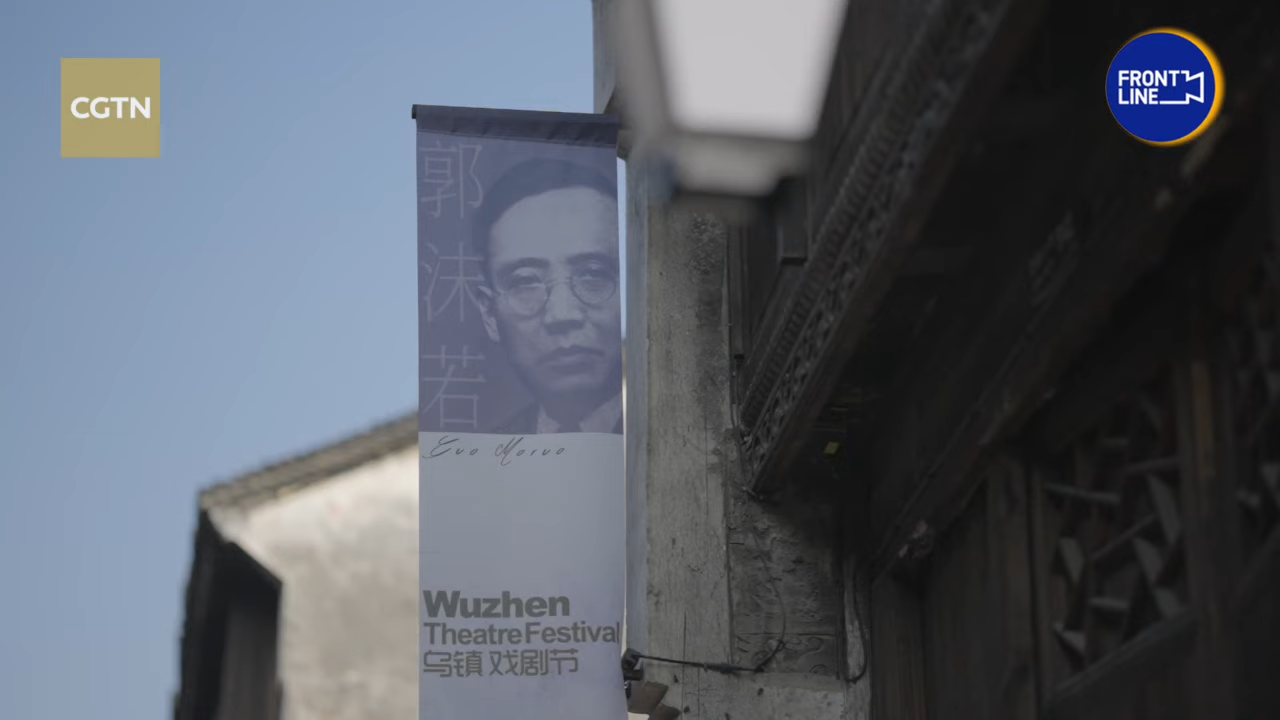 CGTN
FRONT
LINE
郭
沫
若
Guo Moruo
Wuzhen
Theatre Festival
乌镇 戏剧节